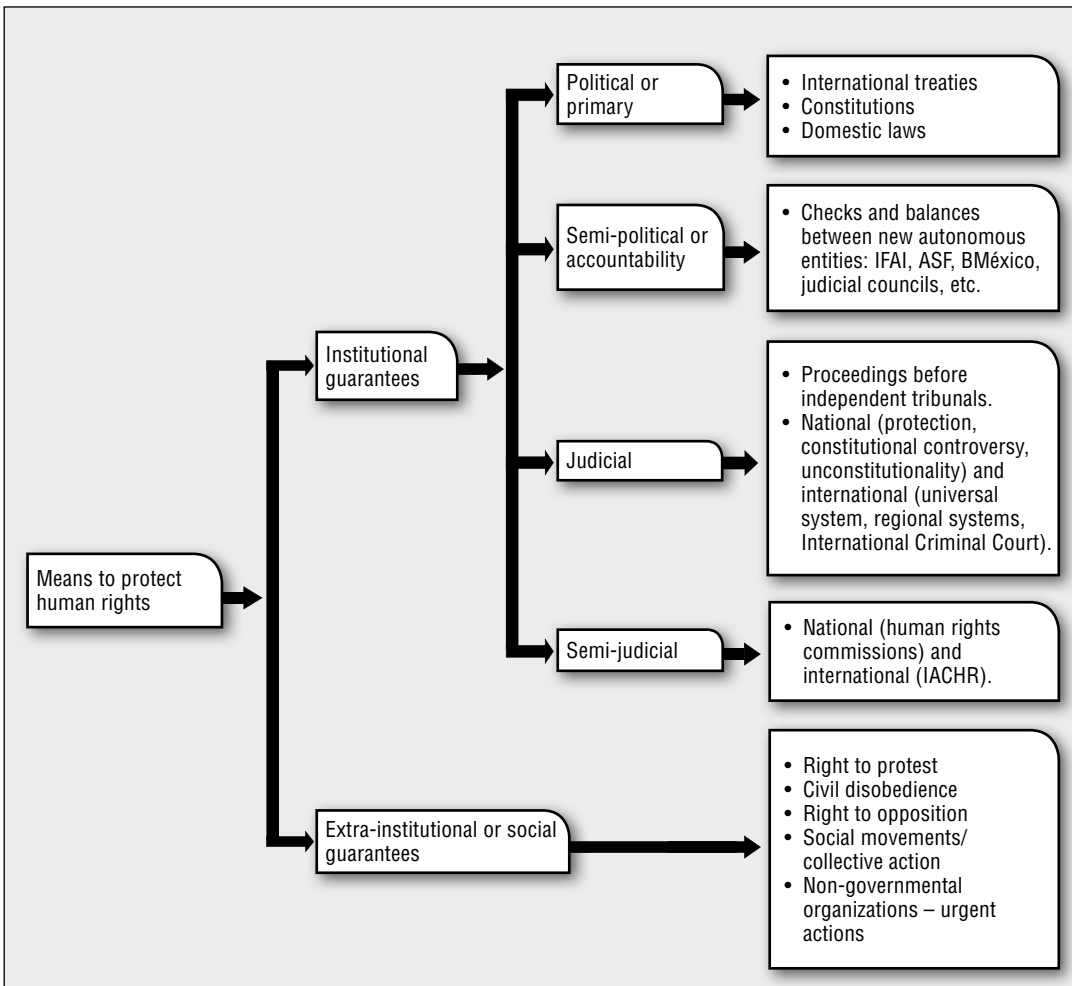 Means to protect
human rights
Institutional
guarantees
Political or
primary
• International treaties
• Constitutions
• Domestic laws
Semi-political or
accountability
• Checks and balances
between new autonomous
entities: IFAI, ASF, BMéxico,
judicial councils, etc.
Judicial
• Proceedings before
independent tribunals.
• National (protection,
constitutional controversy,
unconstitutionality) and
international (universal
system, regional systems,
International Criminal Court).
Semi-judicial
• National (human rights
commissions) and
international (IACHR).
Extra-institutional or social
guarantees
• Right to protest
• Civil disobedience
• Right to opposition
• Social movements/
collective action
• Non-governmental
organizations – urgent
actions